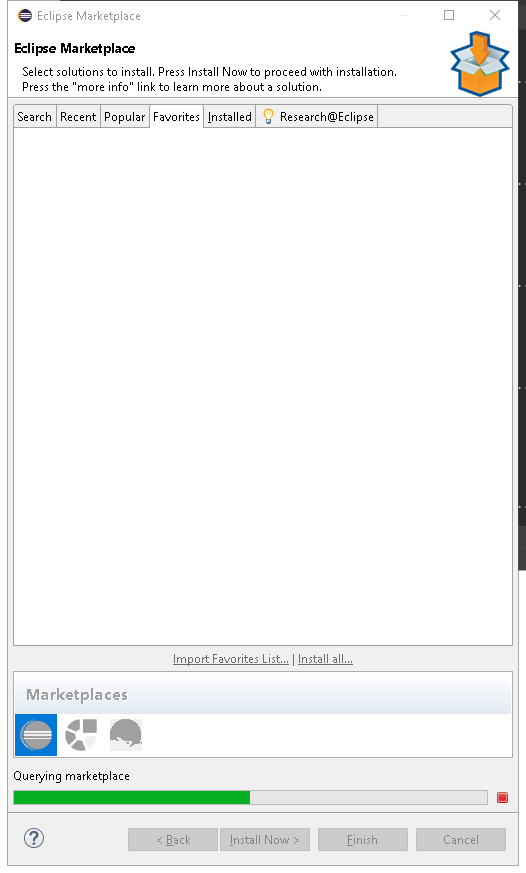 Eclipse Marketplace
Eclipse Marketplace
Select solutions to install. Press Install Now to proceed with installation.
Press the "more info" link to learn more about a solution.
Search Recent Popular Favorites Installed Research@Eclipse
Import Favorites List... | Install all...
Marketplaces
Querying marketplace
? < Back Install Now > Finish Cancel